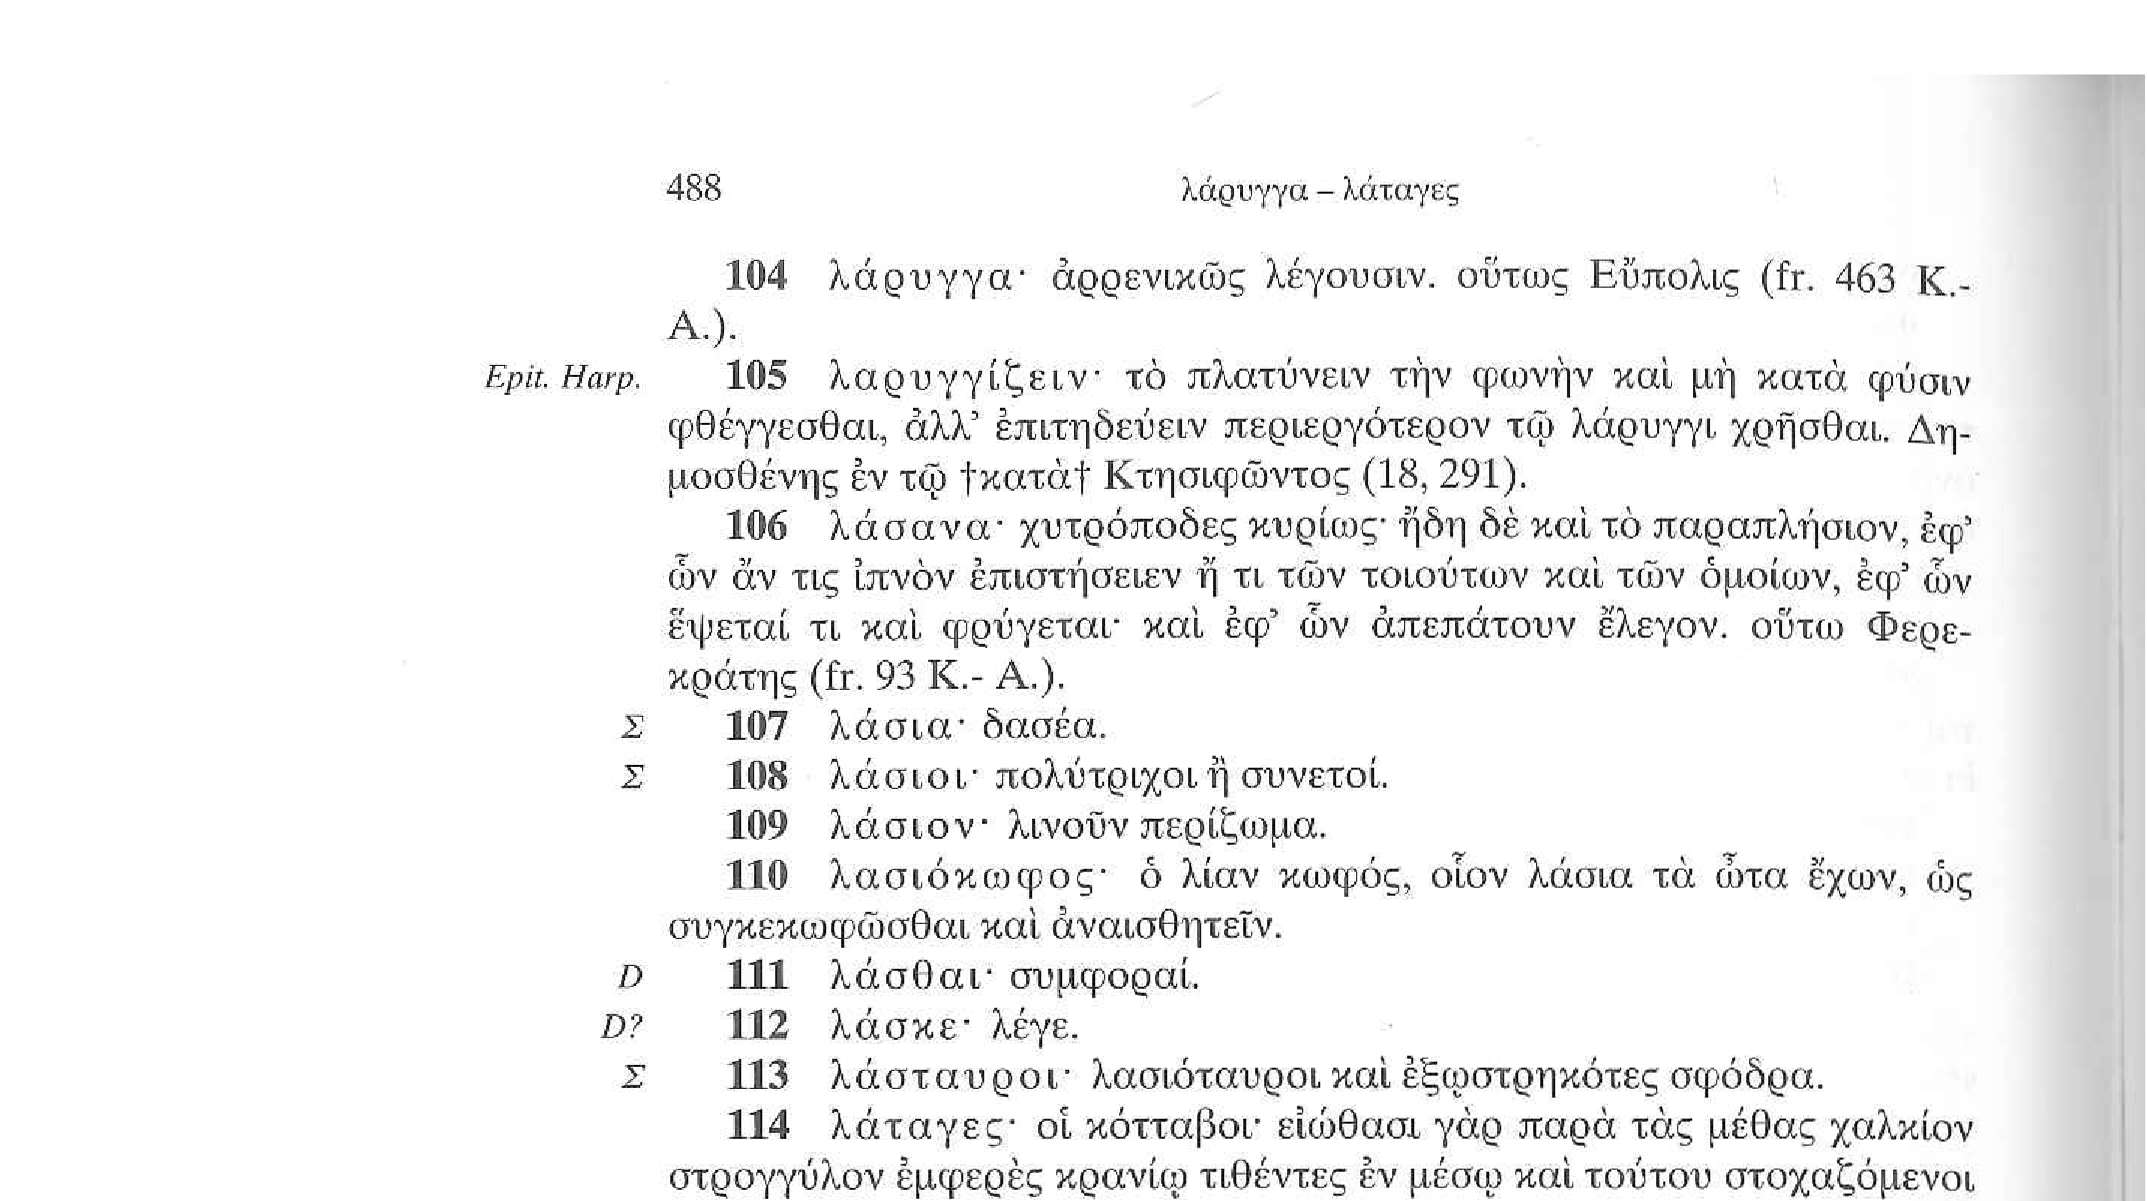 488 λάρυγγα – λάταγες
104 λάρυγγα· ἀρρενικῶς λέγουσιν. οὕτως Εὔπολις (fr. 463 K.-
A.).
Epit. Harp. 105 λαρυγγίζειν· τὸ πλατύνειν τὴν φωνὴν καὶ μὴ κατὰ φύσιν
φθέγγεσθαι, ἀλλ’ ἐπιτηδεύειν περιεργότερον τῷ λάρυγγι χρῆσθαι. Δη-
μοσθένης ἐν τῷ †κατὰ† Κτησιφῶντος (18, 291).
106 λάσανα· χυτρόποδες κυρίως· ἤδη δὲ καὶ τὸ παραπλήσιον, ἐφ’
ὧν ἄν τις ἰπνὸν ἐπιστήσειεν ἤ τι τῶν τοιούτων καὶ τῶν ὁμοίων, ἐφ’ ὧν
ἕψεταί τι καὶ φρύγεται· καὶ ἐφ’ ὧν ἀπεπάτουν ἔλεγον. οὕτω Φερε-
κράτης (fr. 93 K.- A.).
Σ 107 λάσια· δασέα.
Σ 108 λάσιοι· πολύτριχοι ἢ συνετοί.
109 λάσιον· λινοῦν περίζωμα.
110 λασιόκωφος· ὁ λίαν κωφός, οἷον λάσια τὰ ὦτα ἔχων, ὡς
συγκεκωφῶσθαι καὶ ἀναισθητεῖν.
D 111 λάσθαι· συμφοραί.
D? 112 λάσκε· λέγε.
Σ 113 λάσταυροι· λασιόταυροι καὶ ἐξῳστρηκότες σφόδρα.
114 λάταγες· οἱ κότταβοι· εἰώθασι γὰρ παρὰ τὰς μέθας χαλκίον
στρογγύλον ἐμφερὲς κρανίῳ τιθέντες ἐν μέσῳ καὶ τούτου στοχαζόμενοι